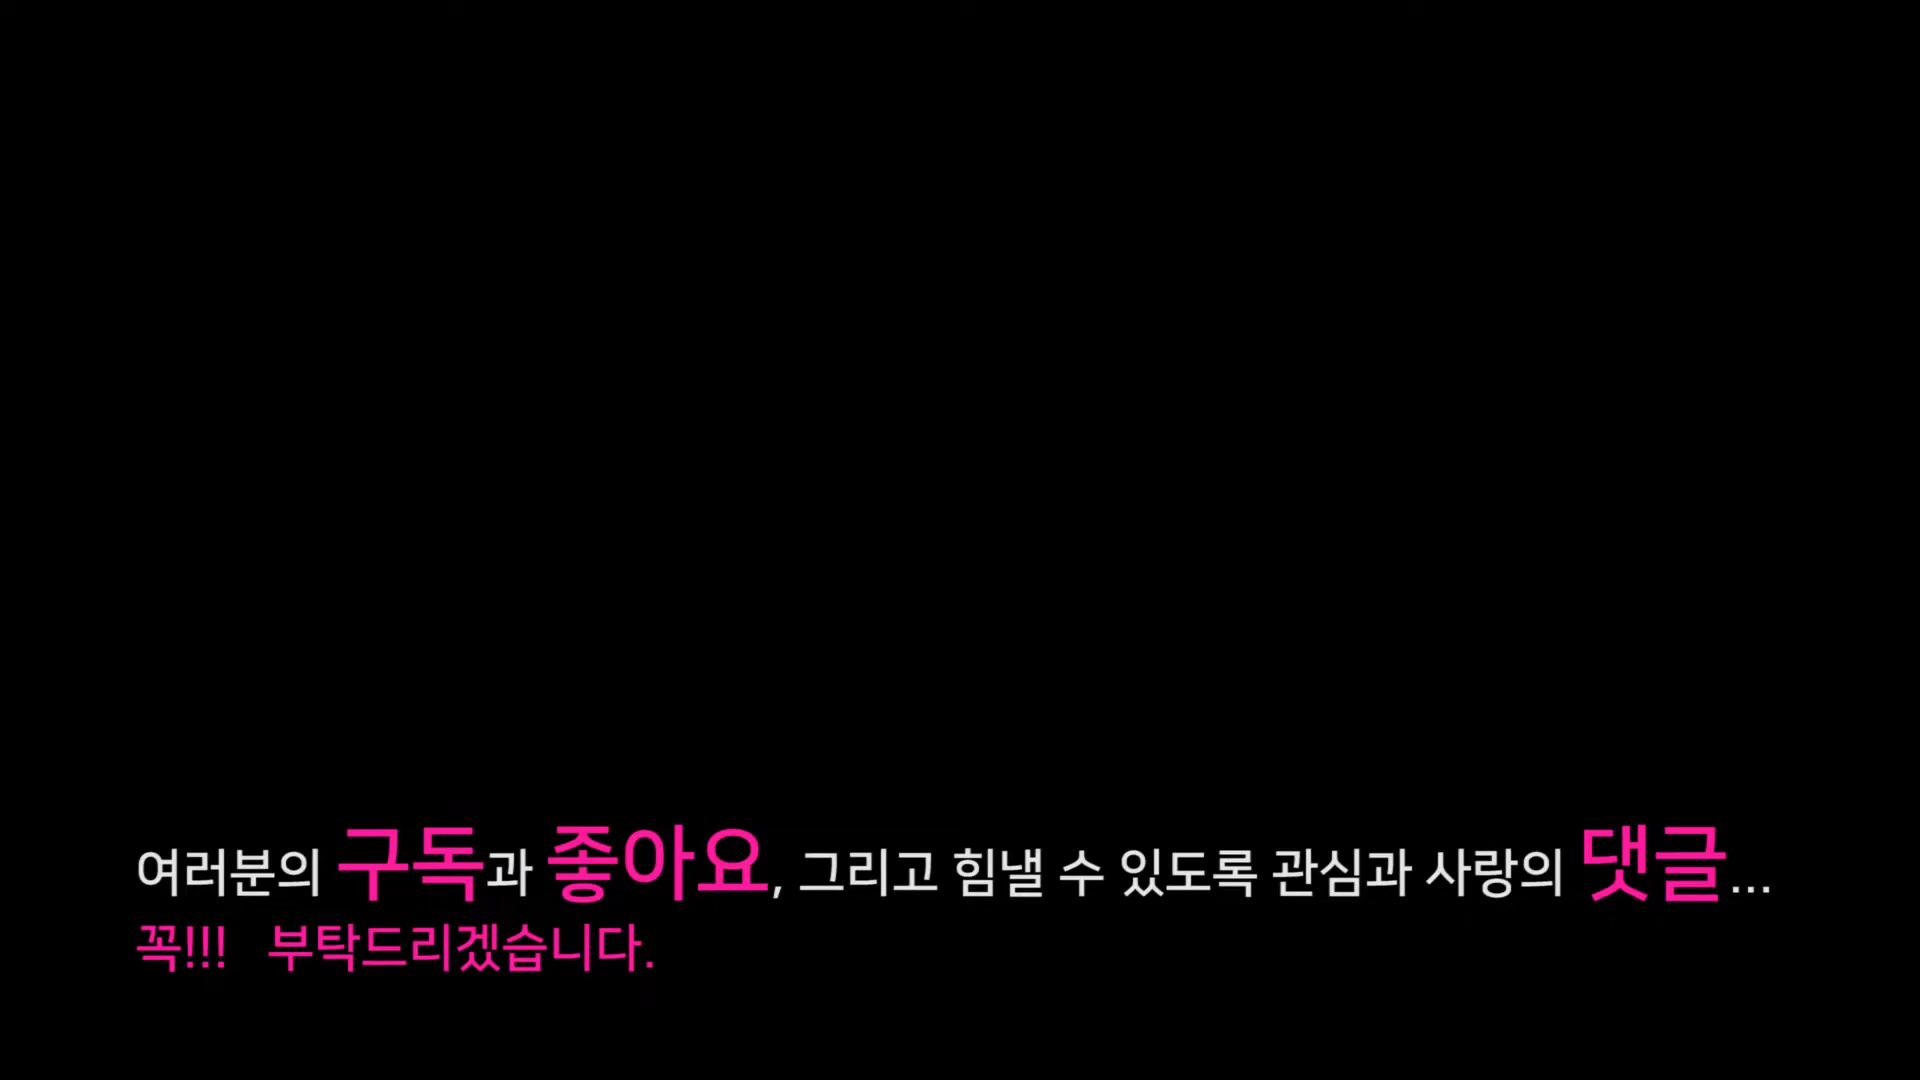 여러분의 구독과 좋아요, 그리고 힘낼 수 있도록 관심과 사랑의 댓글...
꼭!!! 부탁드리겠습니다.